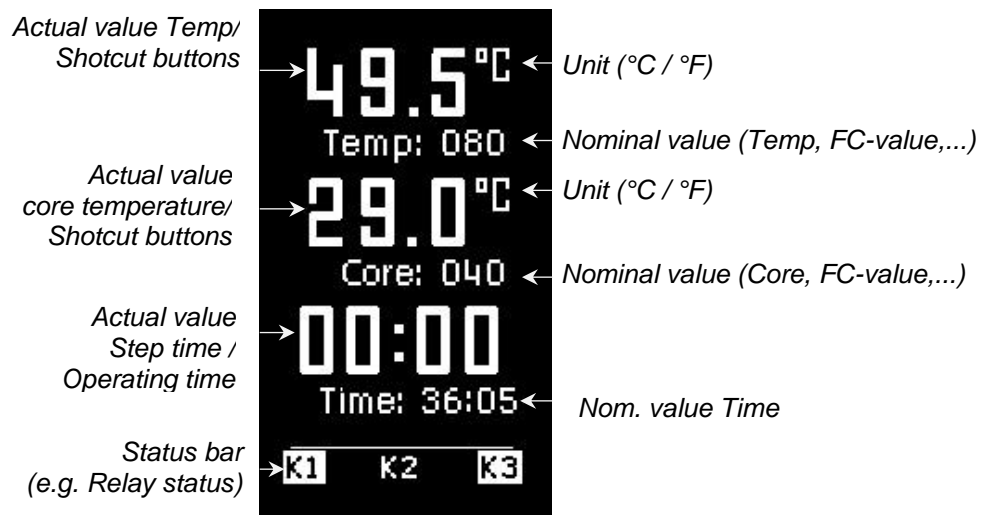 Actual value Temp/
Shotcut buttons
49.5°C
Unit (°C / °F)
Temp: 080
Nominal value (Temp, FC-value,...)
Actual value
core temperature/
Shotcut buttons
29.0°C
Unit (°C / °F)
Core: 040
Nominal value (Core, FC-value,...)
Actual value
Step time /
Operating time
00:00
Time: 36:05
Nom. value Time
Status bar
(e.g. Relay status)
K1 K2 K3